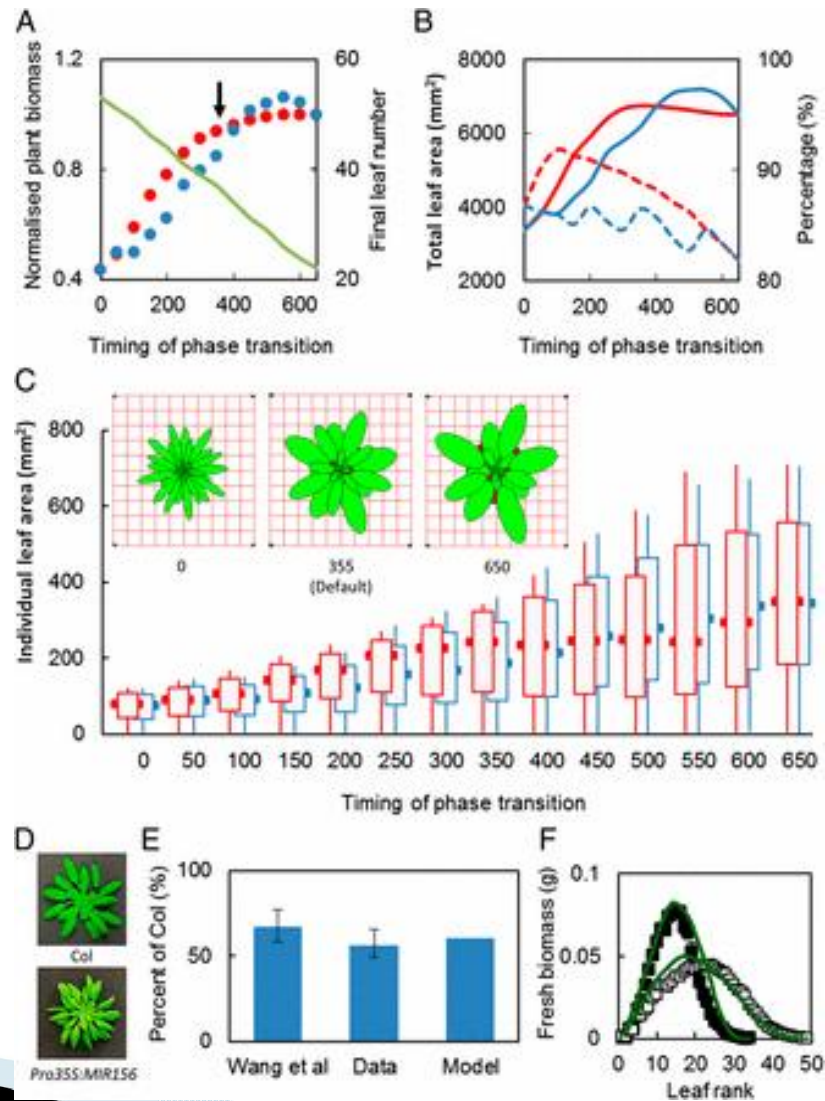 A
Normalised plant biomass
1.2
0.8
0.4
60
40
20
Final leaf number
0 200 400 600
Timing of phase transition
B
Total leaf area (mm²)
8000
6000
4000
2000
100
90
80
Percentage (%)
0 200 400 600
Timing of phase transition
C
Individual leaf area (mm²)
800
600
400
200
0
0 355 650
(Default)
0 50 100 150 200 250 300 350 400 450 500 550 600 650
Timing of phase transition
D
Col
Pro35S:MIR156
E
Percent of Col (%)
100
50
0
Wang et al Data Model
F
Fresh biomass (g)
0.1
0.05
0
0 10 20 30 40 50
Leaf rank